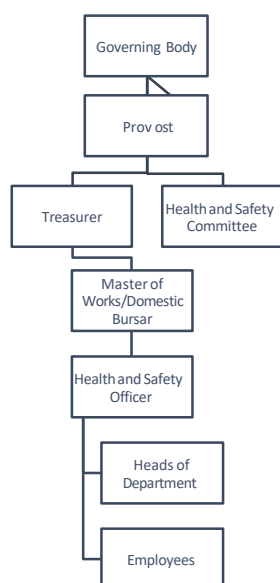 Governing Body
Prov ost
Treasurer
Health and Safety
Committee
Master of
Works/Domestic
Bursar
Health and Safety
Officer
Heads of
Department
Employees